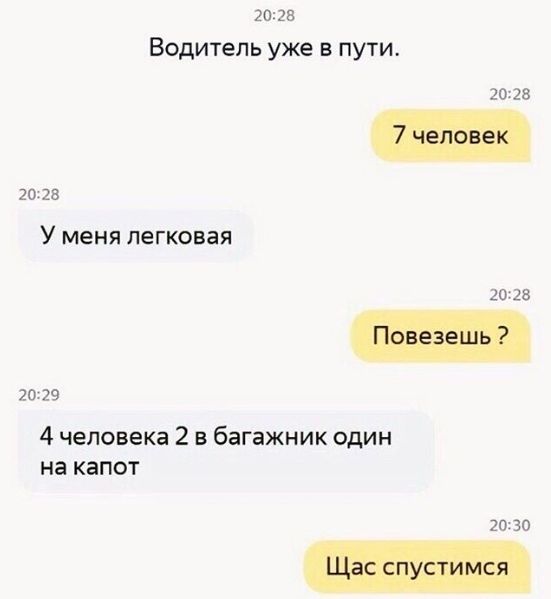 20:28
Водитель уже в пути.
20:28
7 человек
20:28
У меня легковая
20:28
Повезешь ?
20:29
4 человека 2 в багажник один
на капот
20:30
Щас спустимся